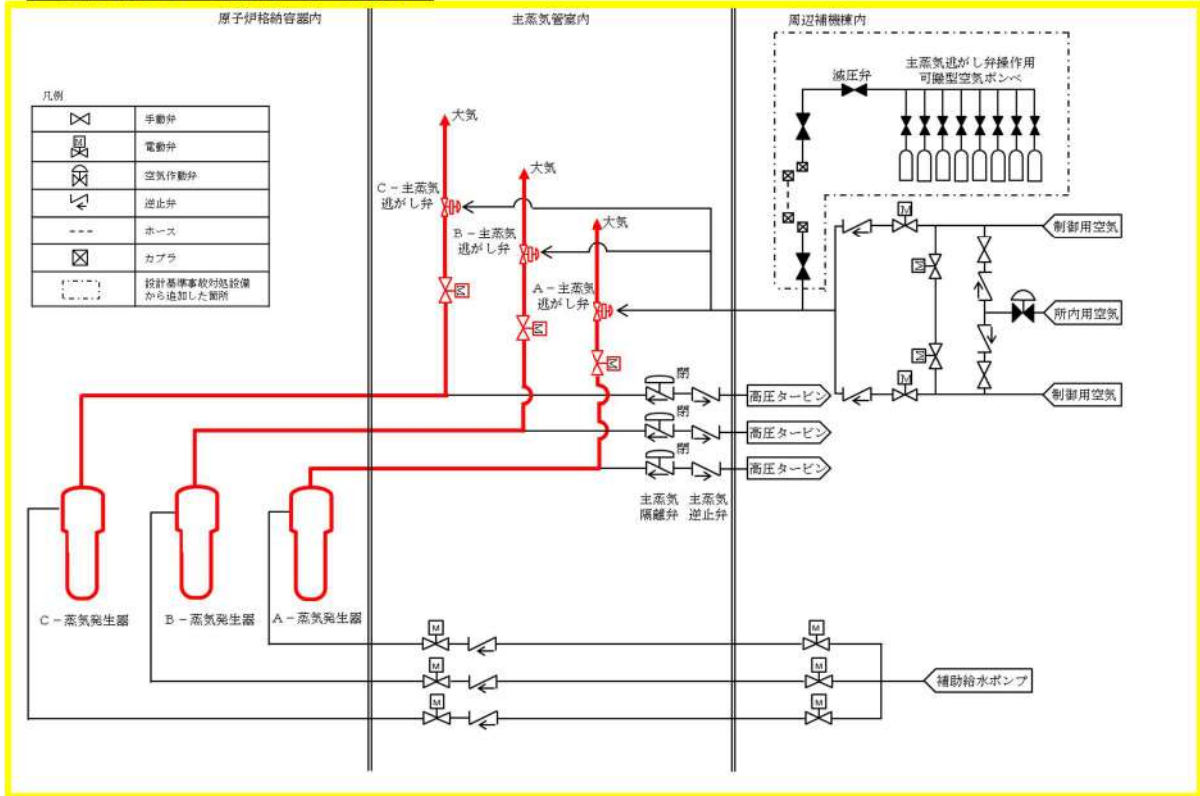 原子炉格納容器内
主蒸気管室内
周辺補機棟内
凡例
手動弁
M
電動弁
空気作動弁
逆止弁
ホース
カプラ
設計基準事故対処設備
から追加した箇所
大気
大気
大気
C-主蒸気
逃がし弁
B-主蒸気
逃がし弁
A-主蒸気
逃がし弁
M
M
M
減圧弁
主蒸気逃がし弁操作用
可搬型空気ボンベ
M
制御用空気
M
所内用空気
M
M
制御用空気
閉
高圧タービン
閉
高圧タービン
閉
高圧タービン
主蒸気
隔離弁
主蒸気
逆止弁
C-蒸気発生器
B-蒸気発生器
A-蒸気発生器
M
M
M
M
M
M
補助給水ポンプ